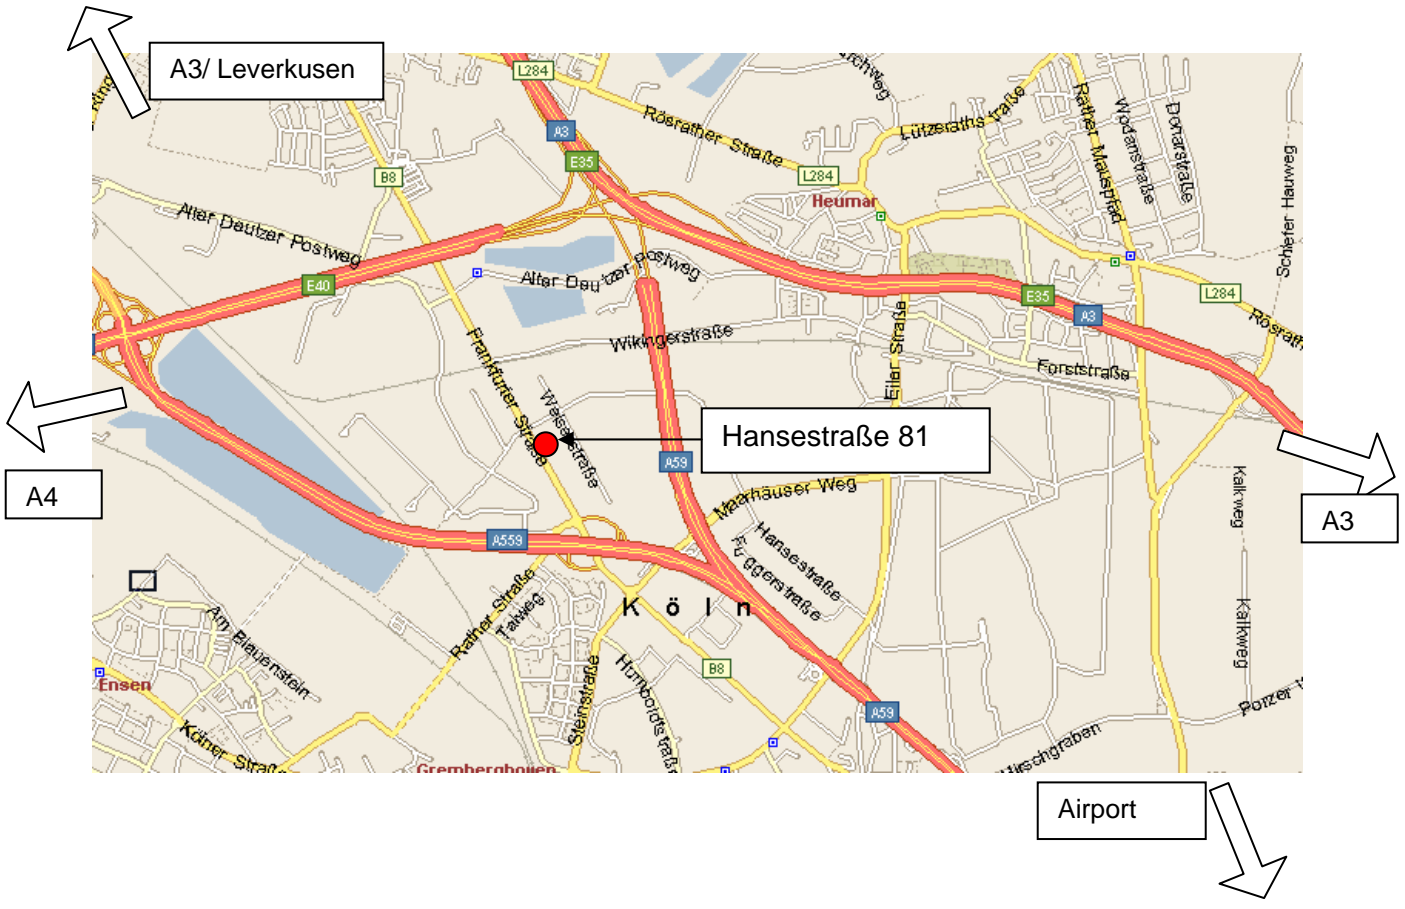 A3/ Leverkusen
L284
A3
E35
Rösrather Straße
Lützerathstraße
Rather Mauspfad
Wodanstraße
Donarstraße
Schiefer Hauweg
B8
L284
Heumar
Alter Deutzer Postweg
E40
Alter Deutzer Postweg
E35
A3
L284
Wikingerstraße
Eiler Straße
Forststraße
Frankfurter Straße
Weiserstraße
Hansestraße 81
A4
A59
Maarhäuser Weg
A3
Kalkweg
A559
Hansestraße
Fuggerstraße
Köln
Rather Straße
Talweg
Kalkweg
Am Blauenstein
Ensen
B8
Steinstraße
Humboldtstraße
A59
Porzer
Kölner Straße
Hirschgraben
Airport